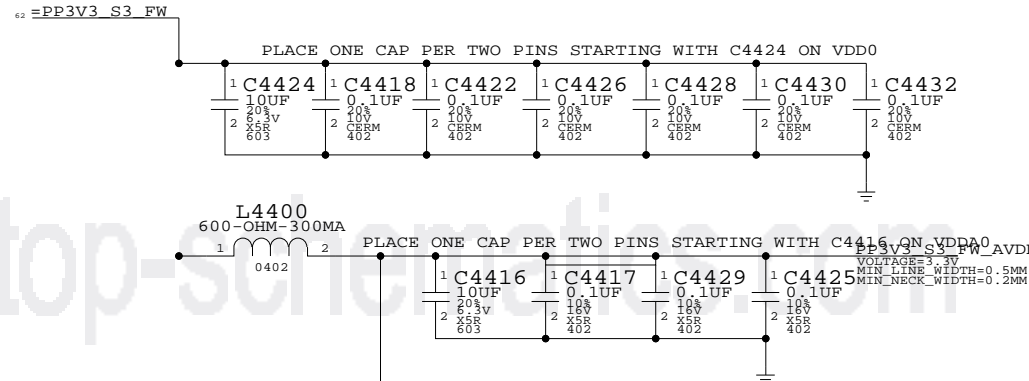 62 =PP3V3_S3_FW
PLACE ONE CAP PER TWO PINS STARTING WITH C4424 ON VDD0
1 C4424 1 C4418 1 C4422 1 C4426 1 C4428 1 C4430 1 C4432
10UF 0.1UF 0.1UF 0.1UF 0.1UF 0.1UF 0.1UF
20% 20% 20% 20% 20% 20% 20%
6.3V 10V 10V 10V 10V 10V 10V
2 X5R 2 CERM 2 CERM 2 CERM 2 CERM 2 CERM 2 CERM
603 402 402 402 402 402 402
L4400
600-OHM-300MA
1 2
0402
PLACE ONE CAP PER TWO PINS STARTING WITH C4416 ON VDDA0
PP3V3_S3_FW_AVD
VOLTAGE=3.3V
MIN_LINE_WIDTH=0.5MM
MIN_NECK_WIDTH=0.2MM
1 C4416 1 C4417 1 C4429 1 C4425
10UF 0.1UF 0.1UF 0.1UF
20% 10% 10% 10%
6.3V 16V 16V 16V
2 X5R 2 X5R 2 X5R 2 X5R
603 402 402 402
top-schematics.com